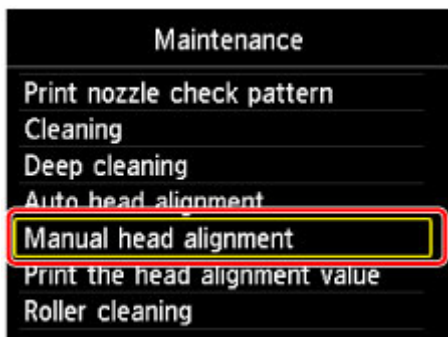 Maintenance
Print nozzle check pattern
Cleaning
Deep cleaning
Auto head alignment
Manual head alignment
Print the head alignment value
Roller cleaning